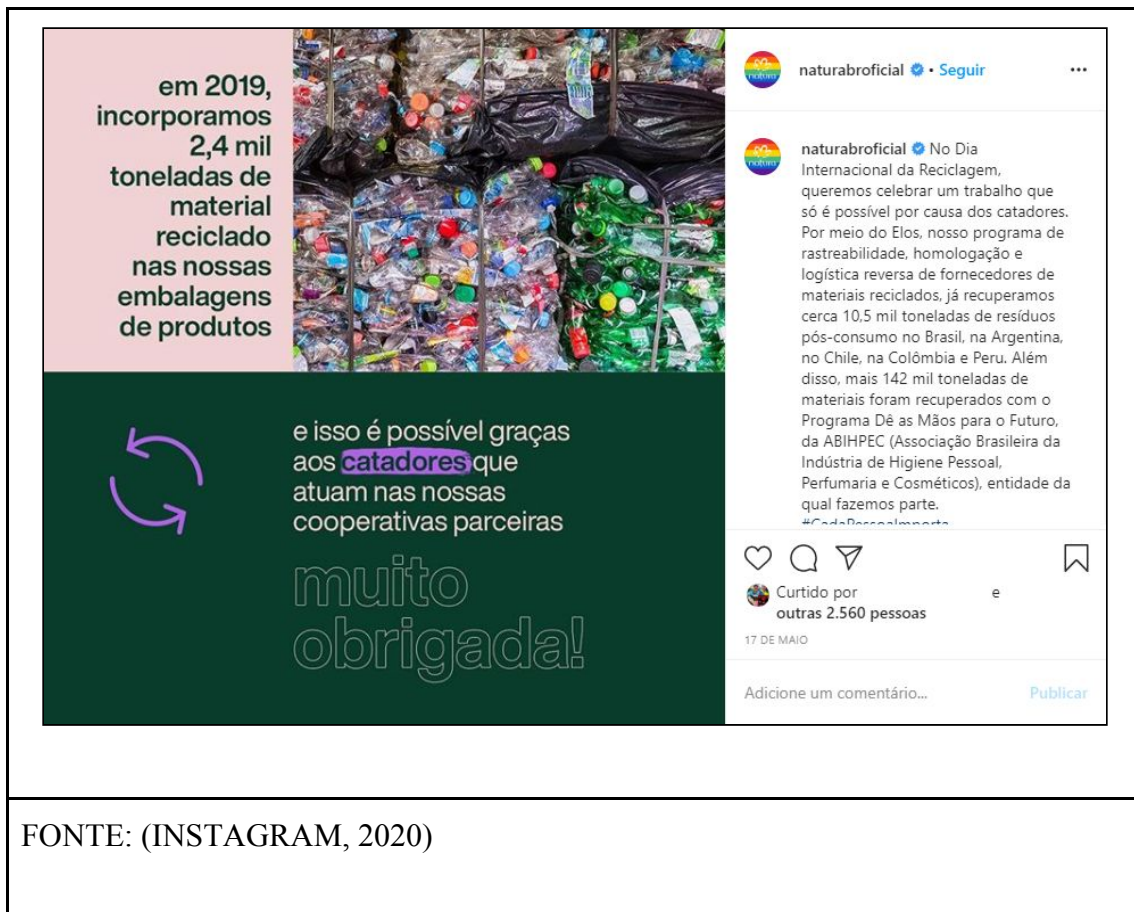 em 2019,
incorporamos
2,4 mil
toneladas de
material
reciclado
nas nossas
embalagens
de produtos
e isso é possível graças
aos catadores que
atuam nas nossas
cooperativas parceiras
muito
obrigada!
natura
naturabroficial • Seguir
natura
naturabroficial No Dia
Internacional da Reciclagem,
queremos celebrar um trabalho que
só é possível por causa dos catadores.
Por meio do Elos, nosso programa de
rastreabilidade, homologação e
logística reversa de fornecedores de
materiais reciclados, já recuperamos
cerca 10,5 mil toneladas de resíduos
pós-consumo no Brasil, na Argentina,
no Chile, na Colômbia e Peru. Além
disso, mais 142 mil toneladas de
materiais foram recuperados com o
Programa Dê as Mãos para o Futuro,
da ABIHPEC (Associação Brasileira da
Indústria de Higiene Pessoal,
Perfumaria e Cosméticos), entidade da
qual fazemos parte.
#CadaPessoaImporta
Curtido por e
outras 2.560 pessoas
17 DE MAIO
Adicione um comentário... Publicar
FONTE: (INSTAGRAM, 2020)